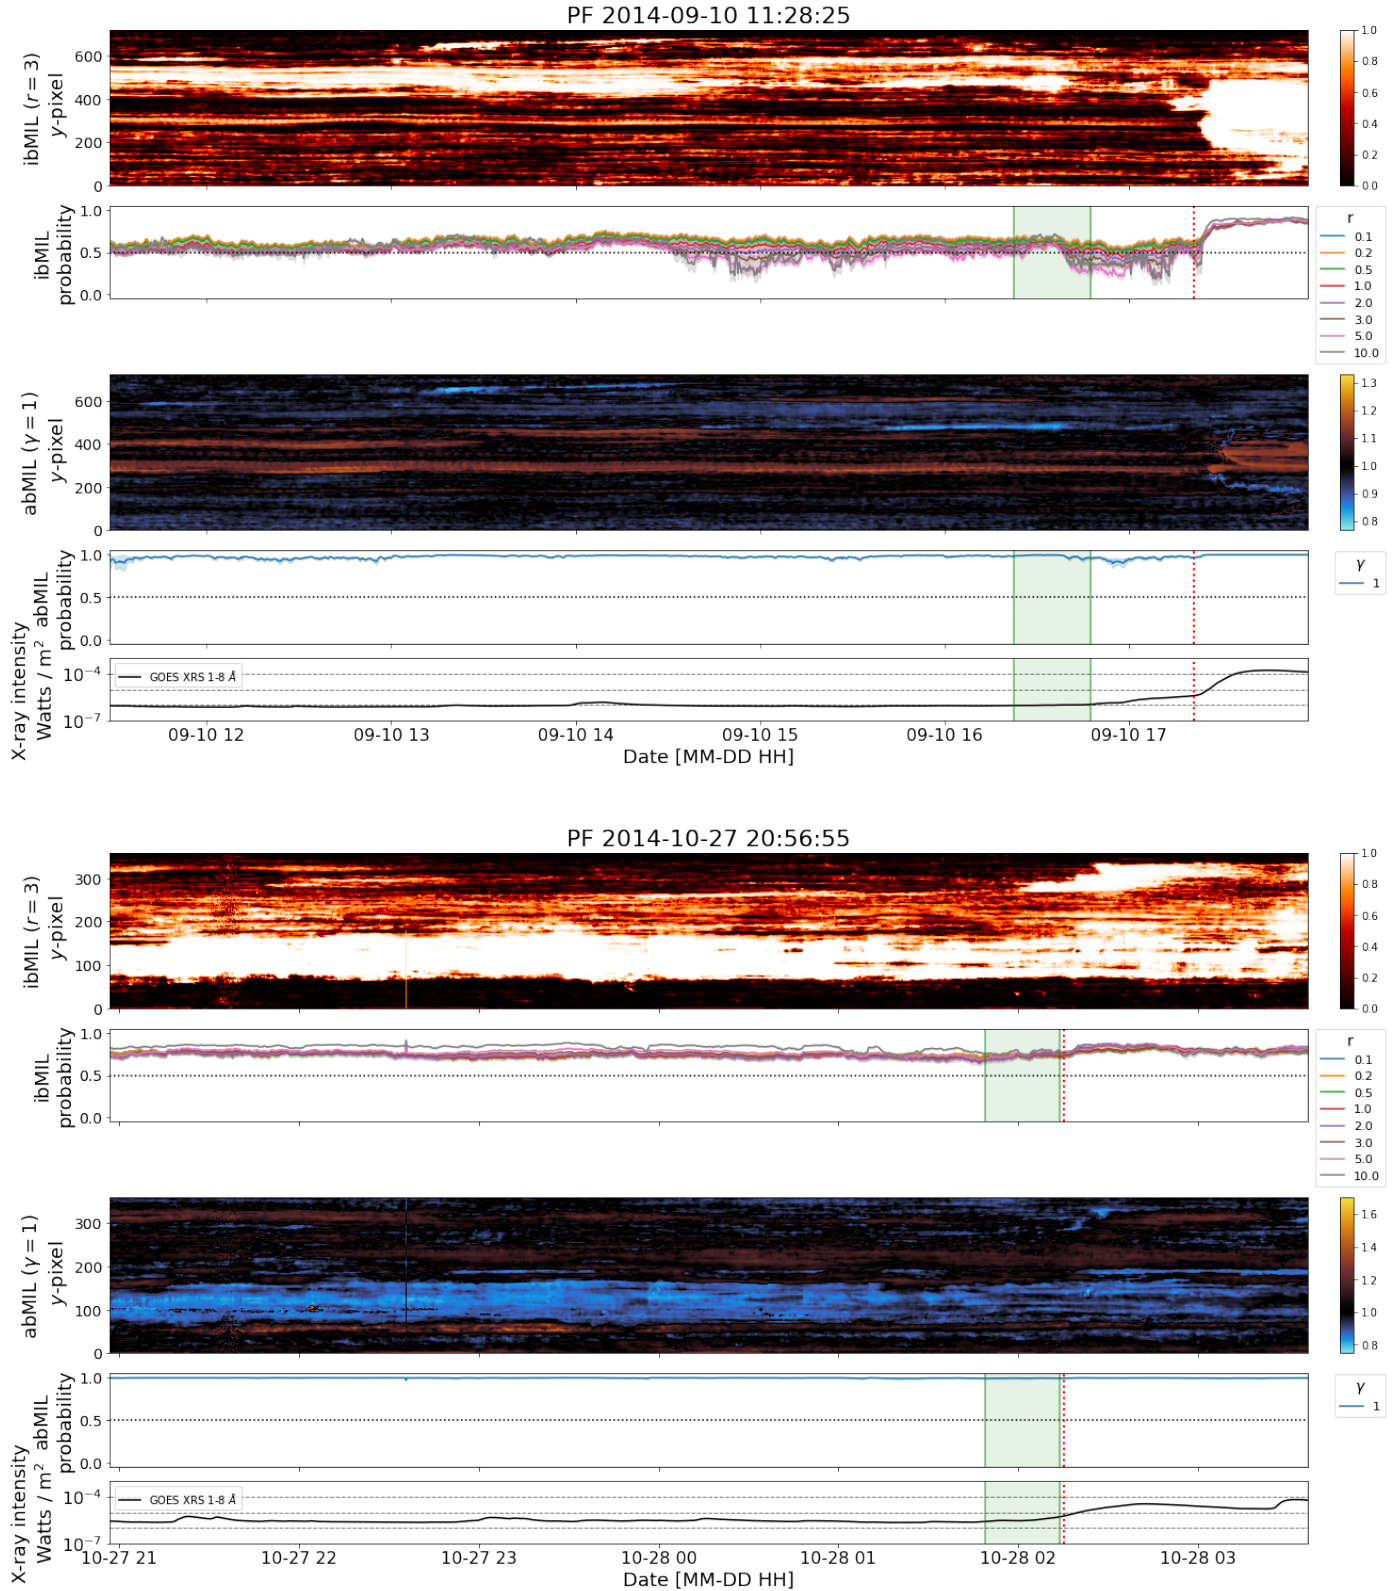 PF 2014-09-10 11:28:25
ibMIL (r = 3)
y-pixel
600
400
200
0
1.0
0.8
0.6
0.4
0.2
0.0
ibMIL
probability
1.0
0.5
0.0
r
0.1
0.2
0.5
1.0
2.0
3.0
5.0
10.0
abMIL (γ = 1)
y-pixel
600
400
200
0
1.3
1.2
1.1
1.0
0.9
0.8
abMIL
probability
1.0
0.5
0.0
γ
1
X-ray intensity
Watts / m²
10⁻⁴
10⁻⁷
GOES XRS 1-8 Å
09-10 12 09-10 13 09-10 14 09-10 15 09-10 16 09-10 17
Date [MM-DD HH]
PF 2014-10-27 20:56:55
ibMIL (r = 3)
y-pixel
300
200
100
0
1.0
0.8
0.6
0.4
0.2
0.0
ibMIL
probability
1.0
0.5
0.0
r
0.1
0.2
0.5
1.0
2.0
3.0
5.0
10.0
abMIL (γ = 1)
y-pixel
300
200
100
0
1.6
1.4
1.2
1.0
0.8
abMIL
probability
1.0
0.5
0.0
γ
1
X-ray intensity
Watts / m²
10⁻⁴
10⁻⁷
GOES XRS 1-8 Å
10-27 21 10-27 22 10-27 23 10-28 00 10-28 01 10-28 02 10-28 03
Date [MM-DD HH]